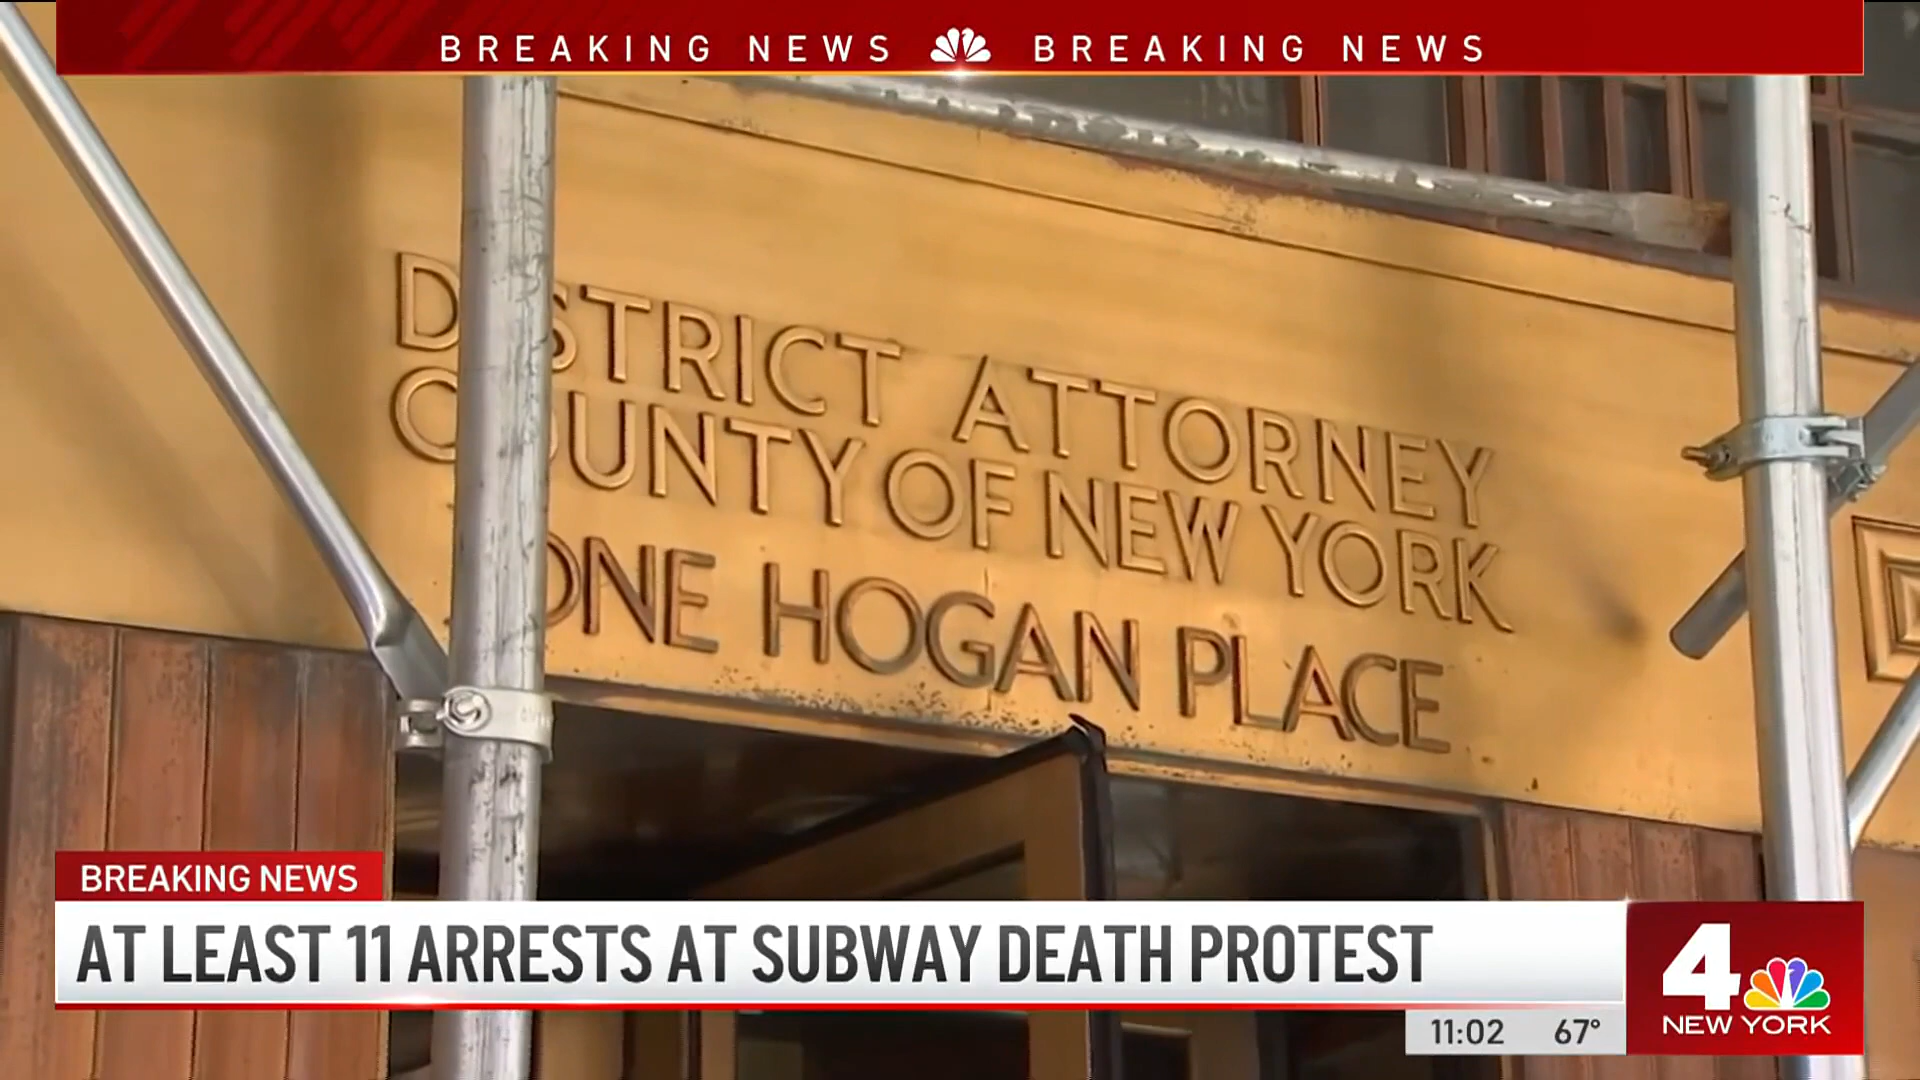 BREAKING NEWS BREAKING NEWS
DISTRICT ATTORNEY
COUNTY OF NEW YORK
ONE HOGAN PLACE
BREAKING NEWS
AT LEAST 11 ARRESTS AT SUBWAY DEATH PROTEST
4
NEW YORK
11:02 67°